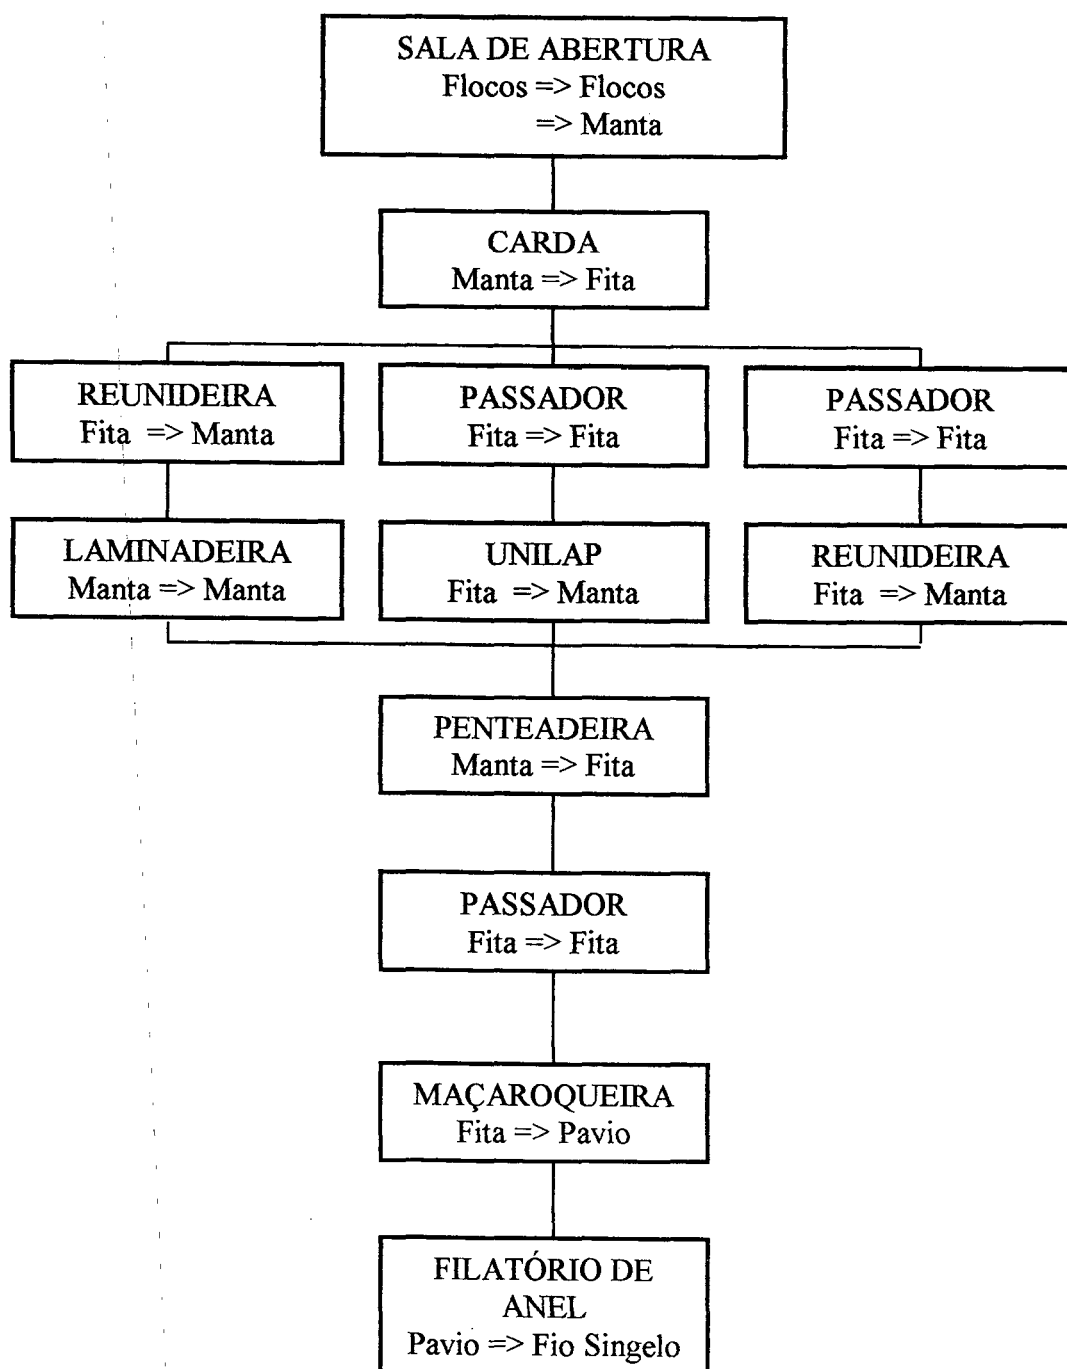 SALA DE ABERTURA
Flocos => Flocos
=> Manta
CARDA
Manta => Fita
REUNIDEIRA
Fita => Manta
PASSADOR
Fita => Fita
PASSADOR
Fita => Fita
LAMINADEIRA
Manta => Manta
UNILAP
Fita => Manta
REUNIDEIRA
Fita => Manta
PENTEADEIRA
Manta => Fita
PASSADOR
Fita => Fita
MAÇAROQUEIRA
Fita => Pavio
FILATÓRIO DE
ANEL
Pavio => Fio Singelo